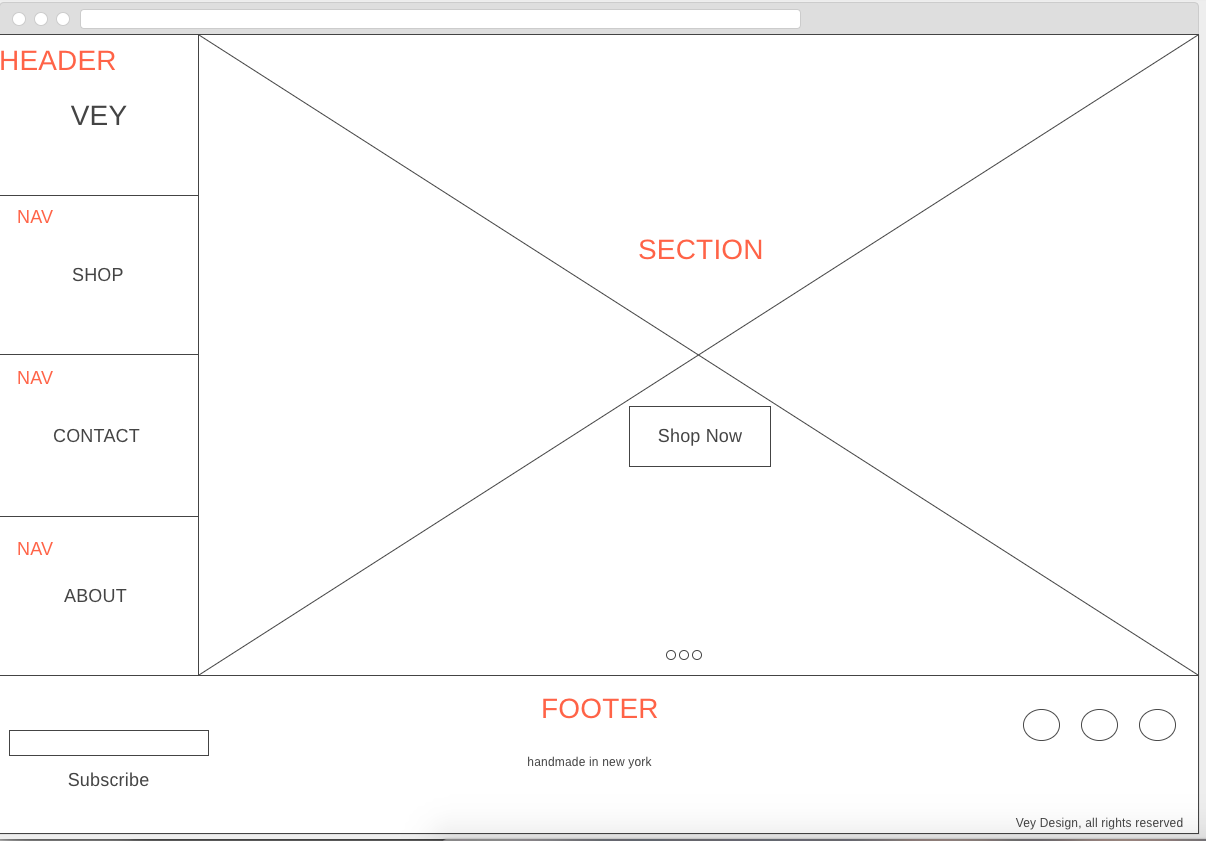 HEADER
VEY
NAV
SHOP
NAV
CONTACT
NAV
ABOUT
SECTION
Shop Now
FOOTER
Subscribe
handmade in new york
Vey Design, all rights reserved